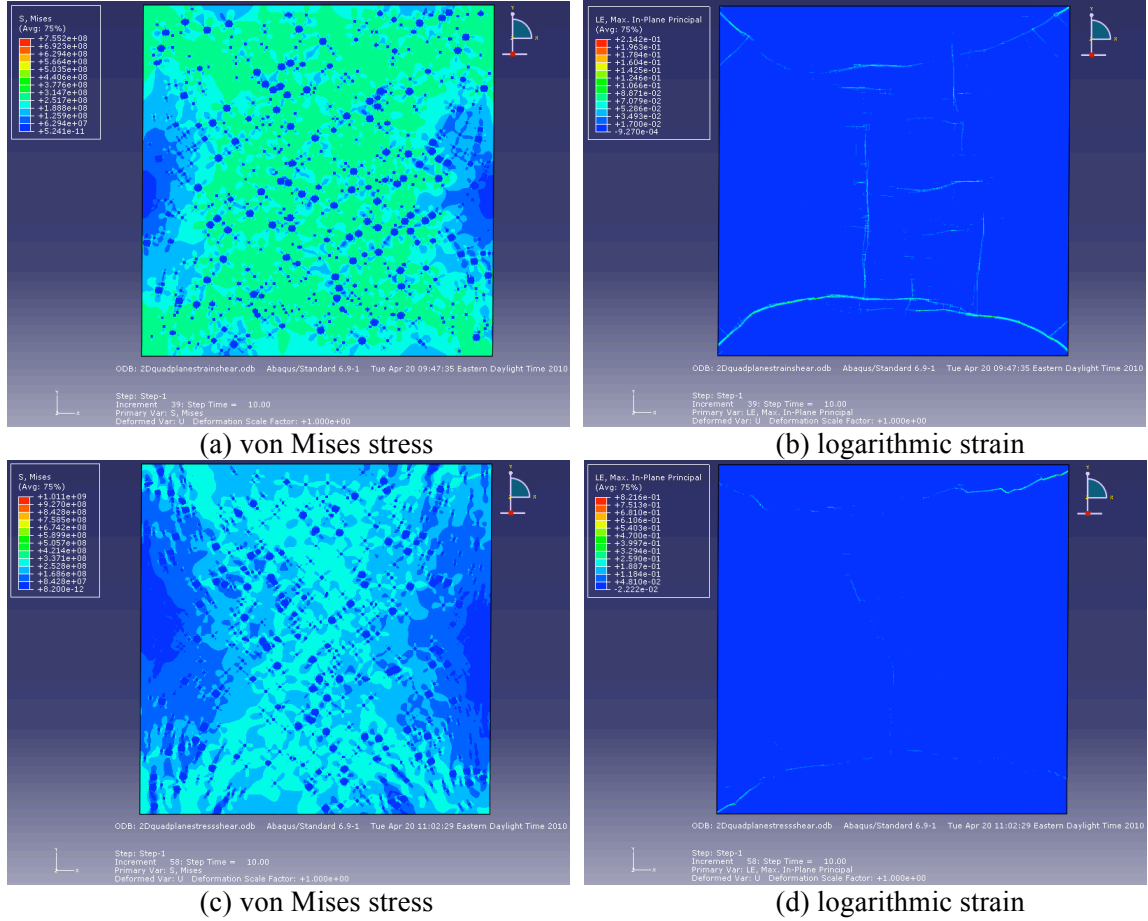 S, Mises
(Avg: 75%)
+7.552e+08
+6.923e+08
+6.294e+08
+5.664e+08
+5.035e+08
+4.406e+08
+3.776e+08
+3.147e+08
+2.517e+08
+1.888e+08
+1.259e+08
+6.294e+07
+5.241e-11
Y
X
ODB: 2Dquadplanestrainshear.odb Abaqus/Standard 6.9-1 Tue Apr 20 09:47:35 Eastern Daylight Time 2010
Y
X
Step: Step-1
Increment 39: Step Time = 10.00
Primary Var: S, Mises
Deformed Var: U Deformation Scale Factor: +1.000e+00
(a) von Mises stress
LE, Max. In-Plane Principal
(Avg: 75%)
+2.142e-01
+1.963e-01
+1.784e-01
+1.604e-01
+1.425e-01
+1.246e-01
+1.066e-01
+8.871e-02
+7.079e-02
+5.286e-02
+3.493e-02
+1.700e-02
-9.270e-04
Y
X
ODB: 2Dquadplanestrainshear.odb Abaqus/Standard 6.9-1 Tue Apr 20 09:47:35 Eastern Daylight Time 2010
Y
X
Step: Step-1
Increment 39: Step Time = 10.00
Primary Var: LE, Max. In-Plane Principal
Deformed Var: U Deformation Scale Factor: +1.000e+00
(b) logarithmic strain
S, Mises
(Avg: 75%)
+1.011e+09
+9.270e+08
+8.428e+08
+7.585e+08
+6.742e+08
+5.899e+08
+5.057e+08
+4.214e+08
+3.371e+08
+2.528e+08
+1.686e+08
+8.428e+07
+8.200e-12
Y
X
ODB: 2Dquadplanestressshear.odb Abaqus/Standard 6.9-1 Tue Apr 20 11:02:29 Eastern Daylight Time 2010
Y
X
Step: Step-1
Increment 58: Step Time = 10.00
Primary Var: S, Mises
Deformed Var: U Deformation Scale Factor: +1.000e+00
(c) von Mises stress
LE, Max. In-Plane Principal
(Avg: 75%)
+8.216e-01
+7.513e-01
+6.810e-01
+6.106e-01
+5.403e-01
+4.700e-01
+3.997e-01
+3.294e-01
+2.590e-01
+1.887e-01
+1.184e-01
+4.810e-02
-2.222e-02
Y
X
ODB: 2Dquadplanestressshear.odb Abaqus/Standard 6.9-1 Tue Apr 20 11:02:29 Eastern Daylight Time 2010
Y
X
Step: Step-1
Increment 58: Step Time = 10.00
Primary Var: LE, Max. In-Plane Principal
Deformed Var: U Deformation Scale Factor: +1.000e+00
(d) logarithmic strain